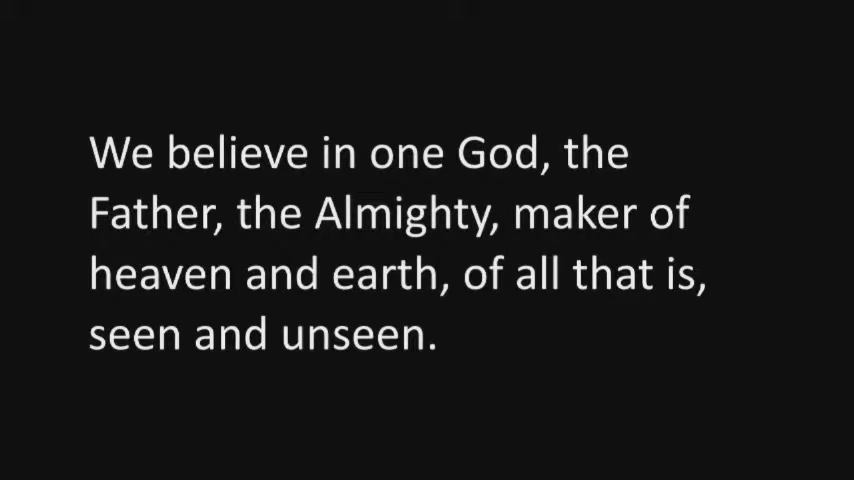 We believe in one God, the
Father, the Almighty, maker of
heaven and earth, of all that is,
seen and unseen.